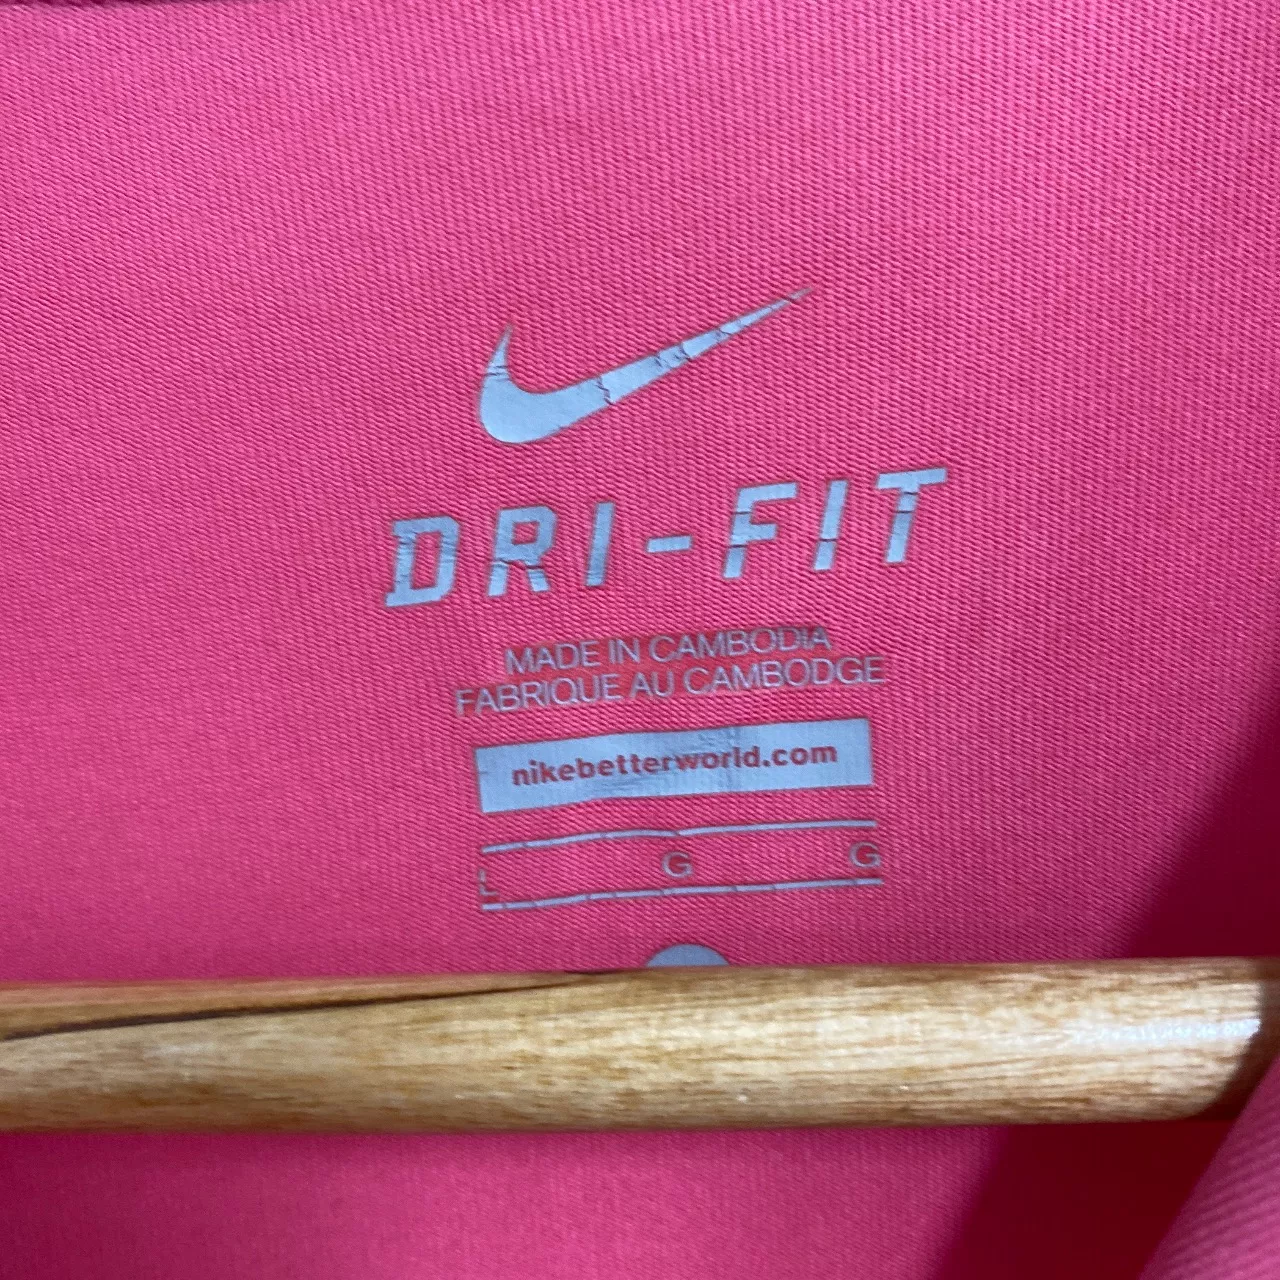 DRI-FIT
MADE IN CAMBODIA
FABRIQUE AU CAMBODGE
nikebetterworld.com
L G G